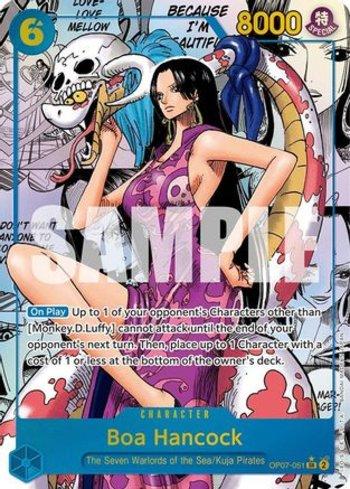 6
LOVE
LOVE
MELLOW
BECAUSE
I'M
8000
特
SPECIAL
SAMPLE
DON'T
WANT
On Play Up to 1 of your opponent's Characters other than
[Monkey.D.Luffy] cannot attack until the end of your
opponent's next turn. Then, place up to 1 Character with a
cost of 1 or less at the bottom of the owner's deck.
CHARACTER
Boa Hancock
The Seven Warlords of the Sea/Kuja Pirates
OP07-051 SR 2